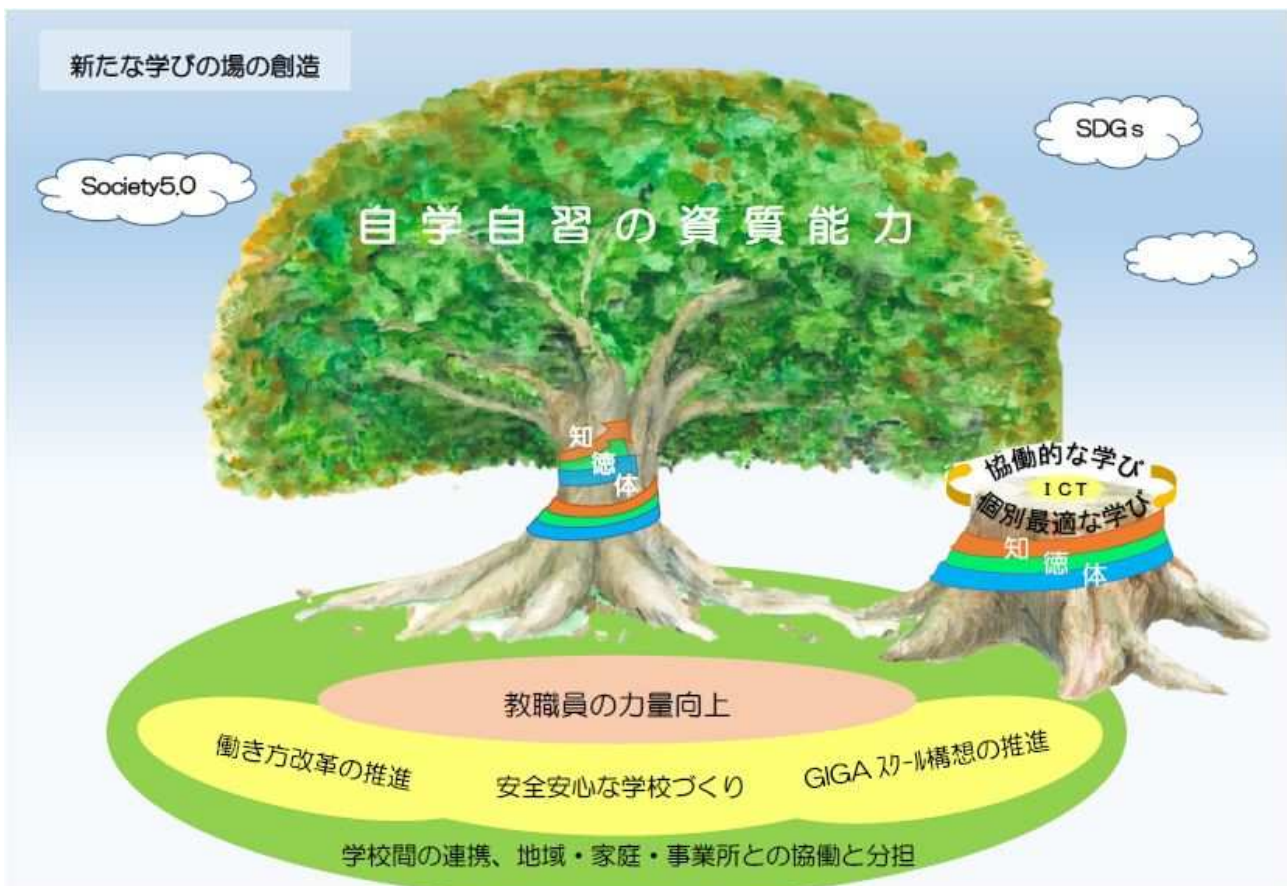 新たな学びの場の創造
SDGs
Society5.0
自学自習の資質能力
知
徳
体
協働的な学び
ICT
個別最適な学び
知
徳
体
教職員の力量向上
働き方改革の推進
安全安心な学校づくり
GIGAスクール構想の推進
学校間の連携、地域・家庭・事業所との協働と分担